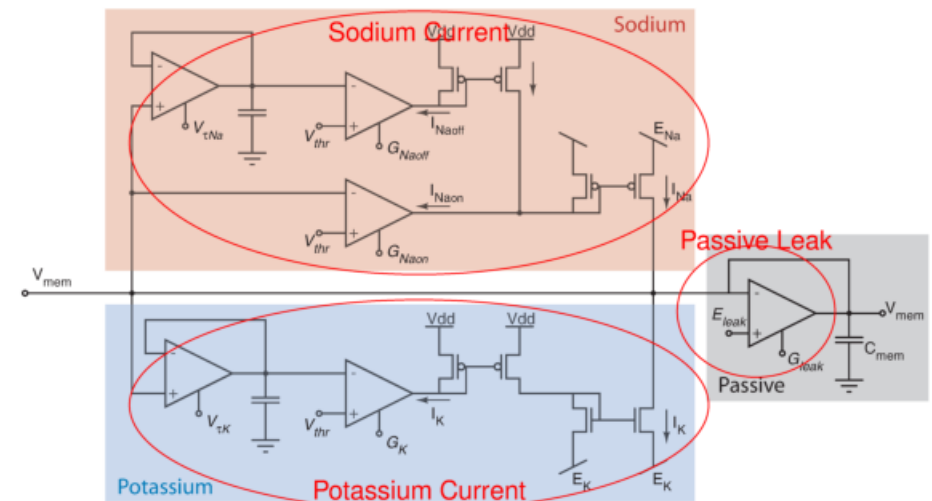 Sodium
Sodium Current
Vdd
Vdd
VτNa
Vthr
INaoff
GNaoff
ENa
INaon
INa
Vthr
GNaon
Passive Leak
Vmem
Eleak
Vmem
Gleak
Cmem
Passive
Vdd
Vdd
VτK
Vthr
IK
GK
IK
EK
EK
Potassium
Potassium Current